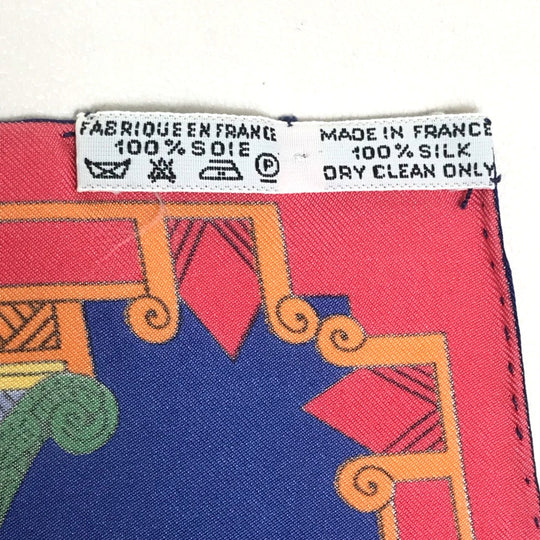 FABRIQUE EN FRANCE
100% SOIE
P
MADE IN FRANCE
100% SILK
DRY CLEAN ONLY